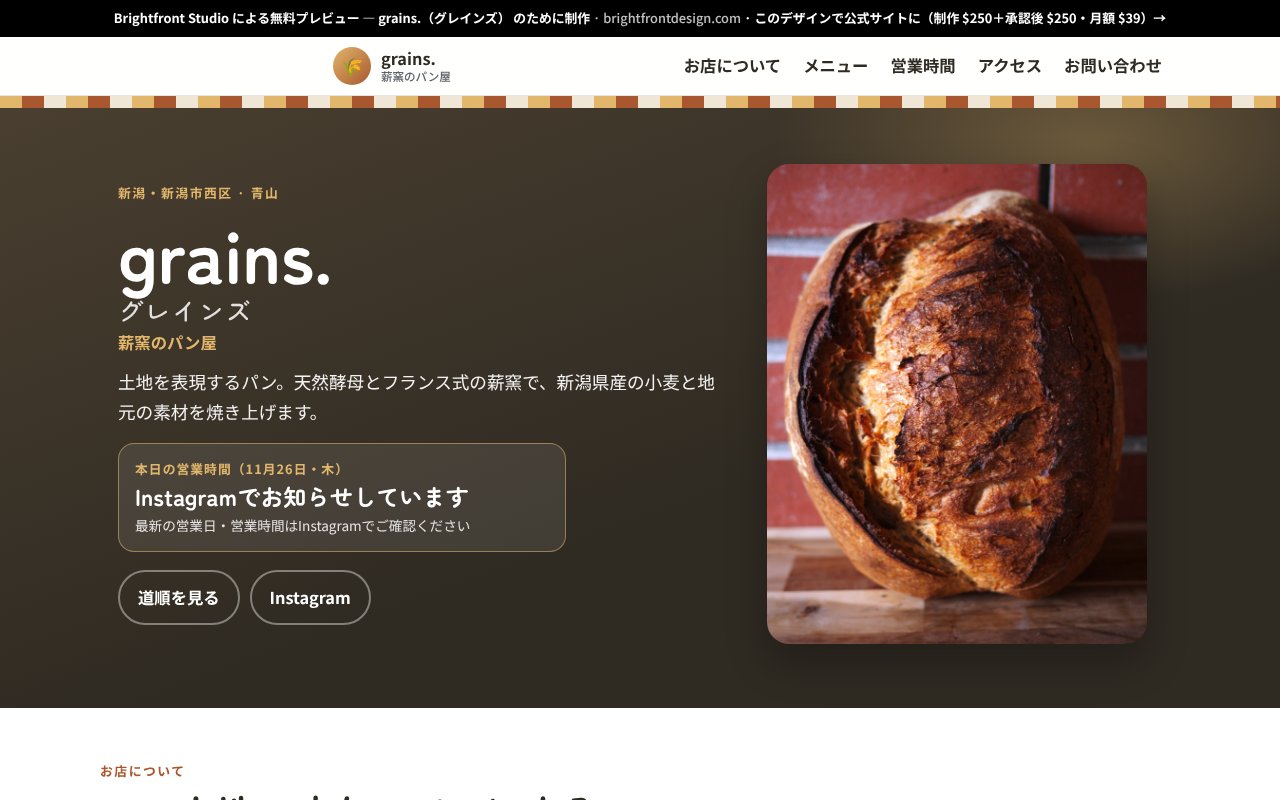 Brightfront Studio による無料プレビュー — grains.（グレインズ） のために制作 · brightfrontdesign.com · このデザインで公式サイトに（制作 $250＋承認後 $250・月額 $39）→
grains.
薪窯のパン屋
お店について メニュー 営業時間 アクセス お問い合わせ
新潟・新潟市西区 · 青山
grains.
グレインズ
薪窯のパン屋
土地を表現するパン。天然酵母とフランス式の薪窯で、新潟県産の小麦と地
元の素材を焼き上げます。
本日の営業時間（11月26日・木）
Instagramでお知らせしています
最新の営業日・営業時間はInstagramでご確認ください
道順を見る Instagram
お店について